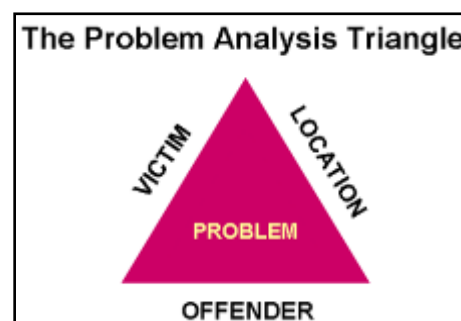 The Problem Analysis Triangle
VICTIM
LOCATION
PROBLEM
OFFENDER